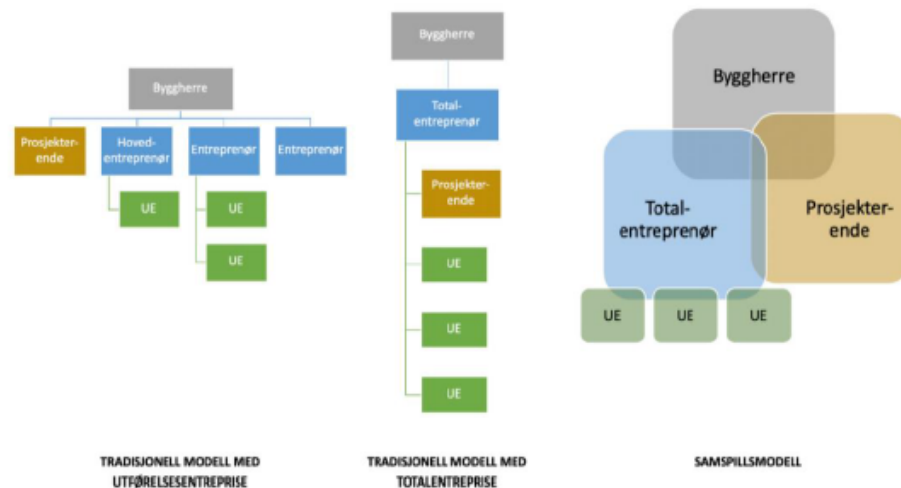 Byggherre
Prosjekter-
ende
Hoved-
entreprenør
Entreprenør
Entreprenør
UE
UE
UE
Byggherre
Total-
entreprenør
Prosjekter-
ende
UE
UE
UE
Byggherre
Total-
entreprenør
Prosjekter-
ende
UE
UE
UE
TRADISJONELL MODELL MED
UTFØRELSESENTREPRISE
TRADISJONELL MODELL MED
TOTALENTREPRISE
SAMSPILLSMODELL